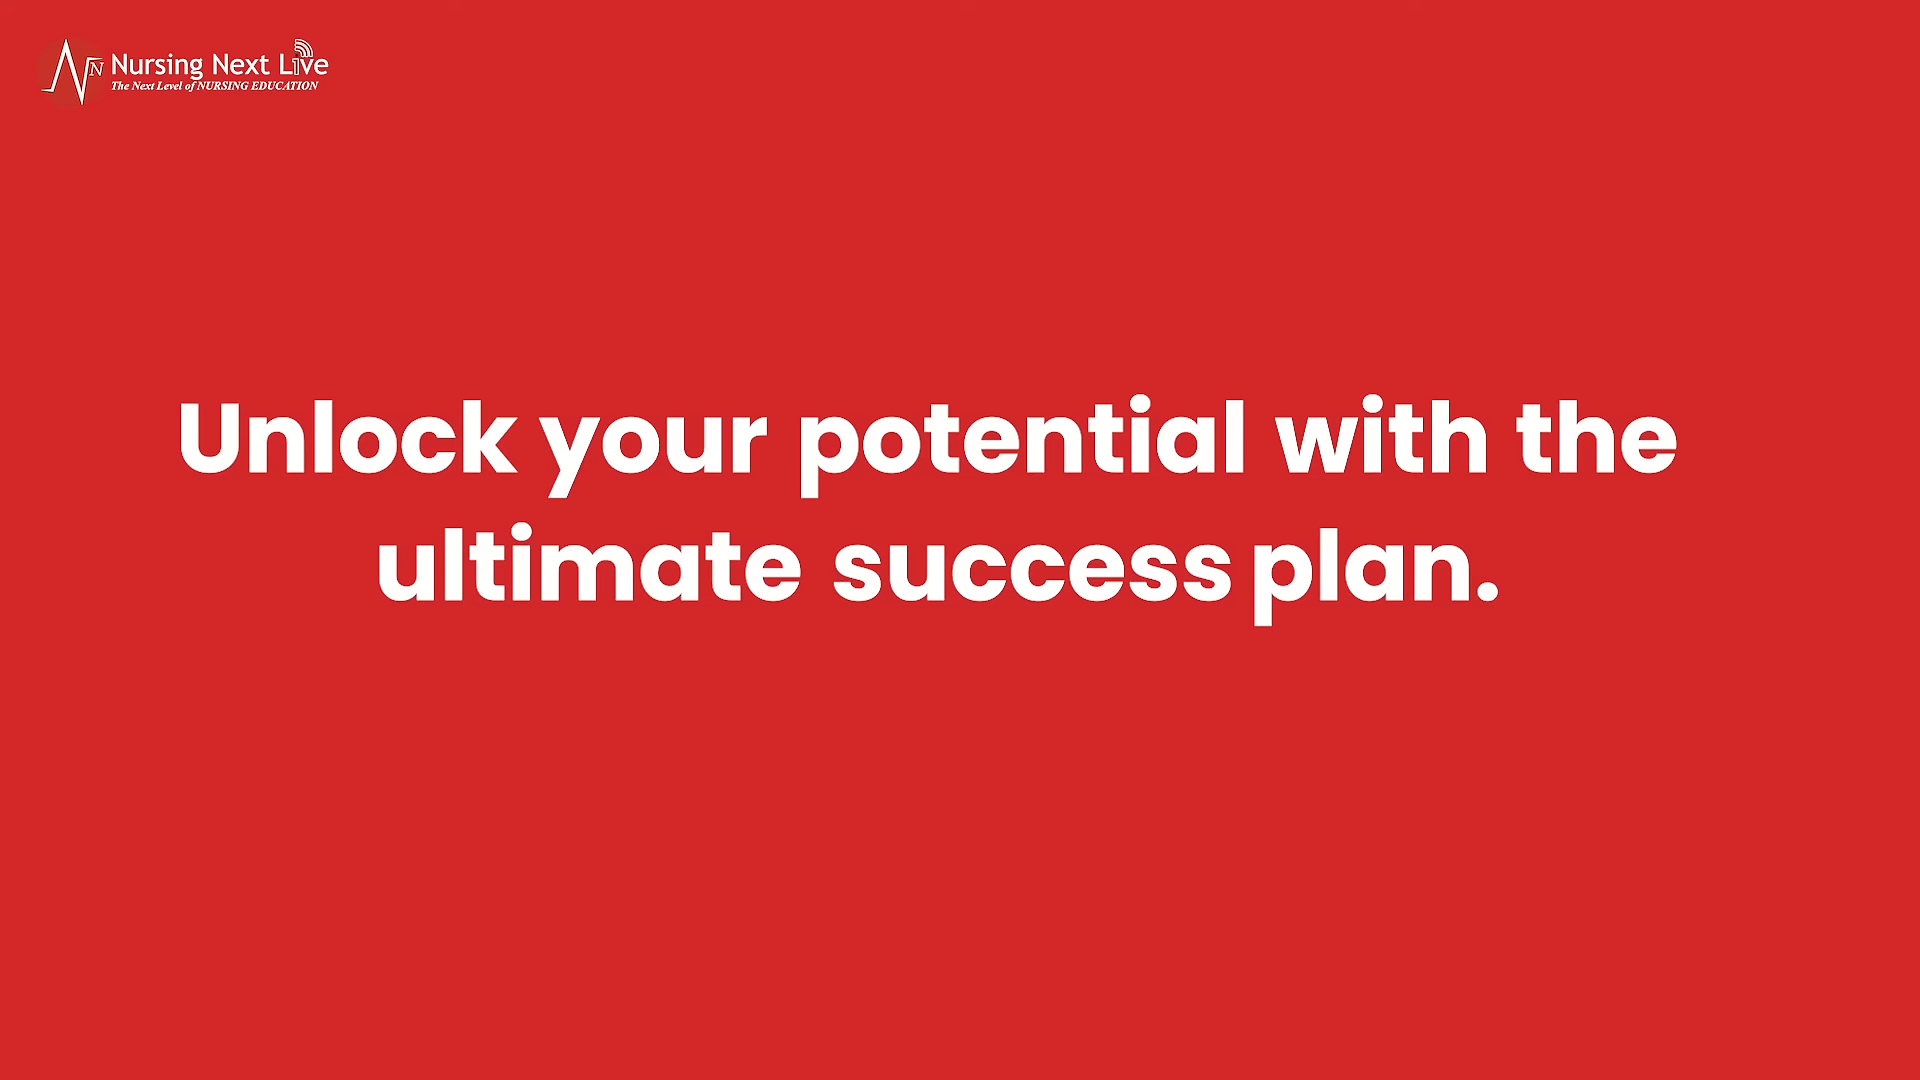 Nursing Next Live
The Next Level of NURSING EDUCATION
Unlock your potential with the
ultimate success plan.